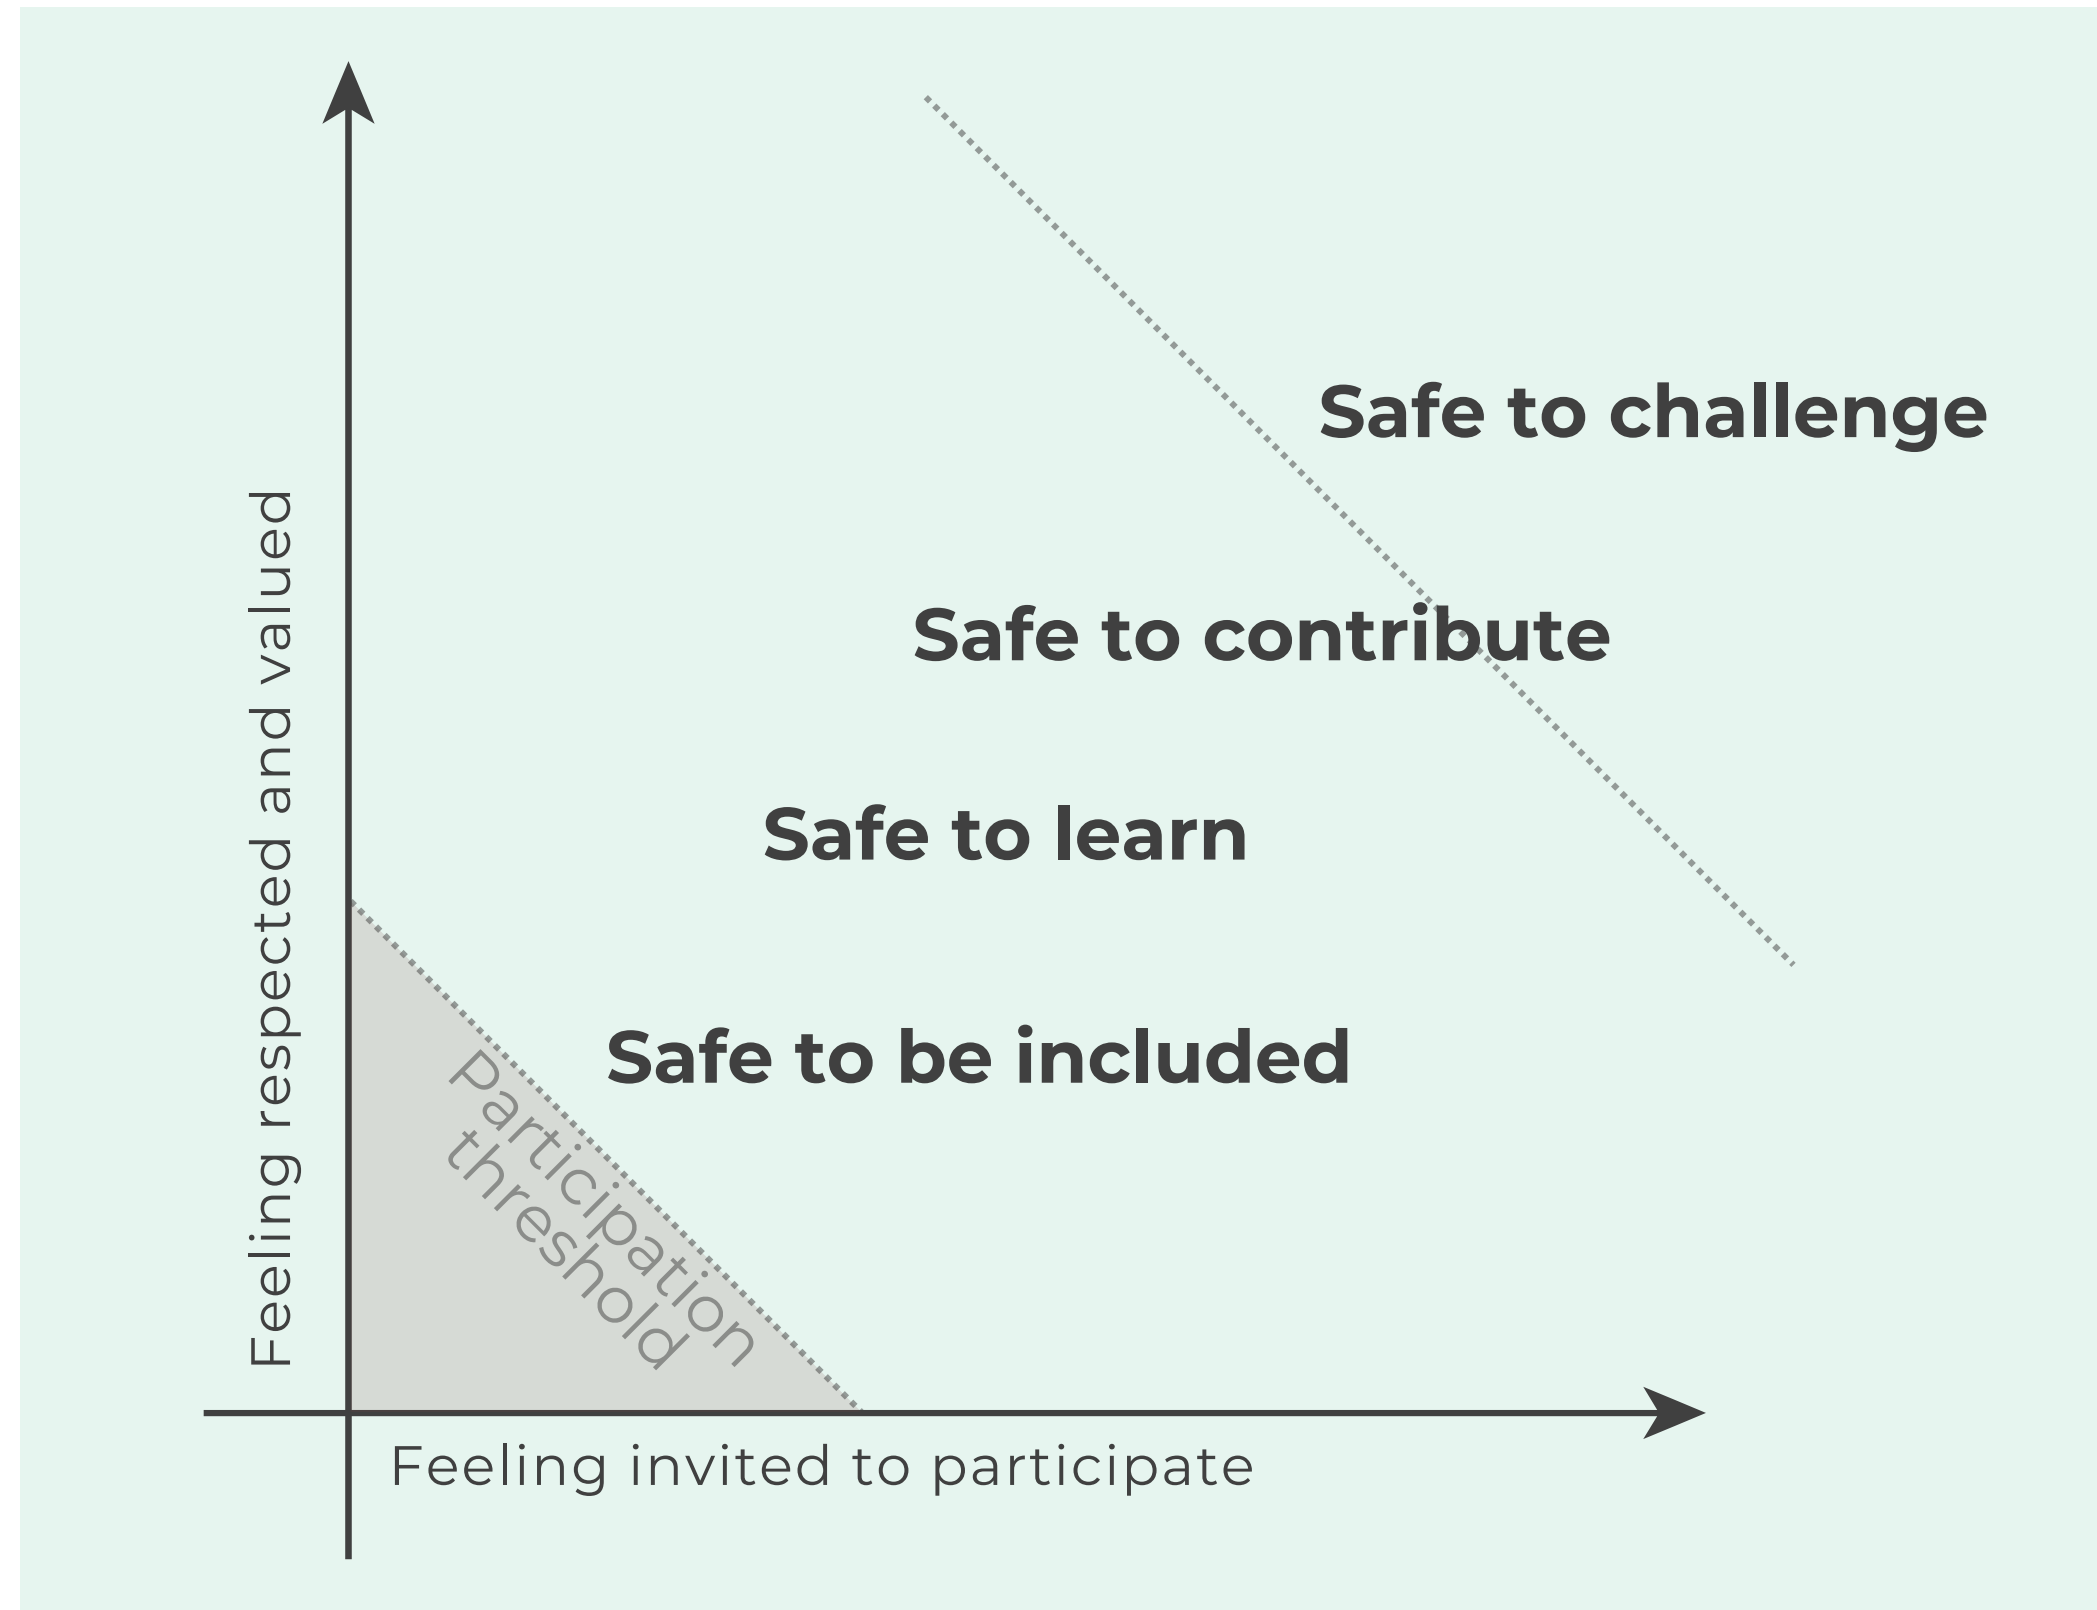 Safe to challenge
Safe to contribute
Safe to learn
Safe to be included
Participation
threshold
Feeling respected and valued
Feeling invited to participate